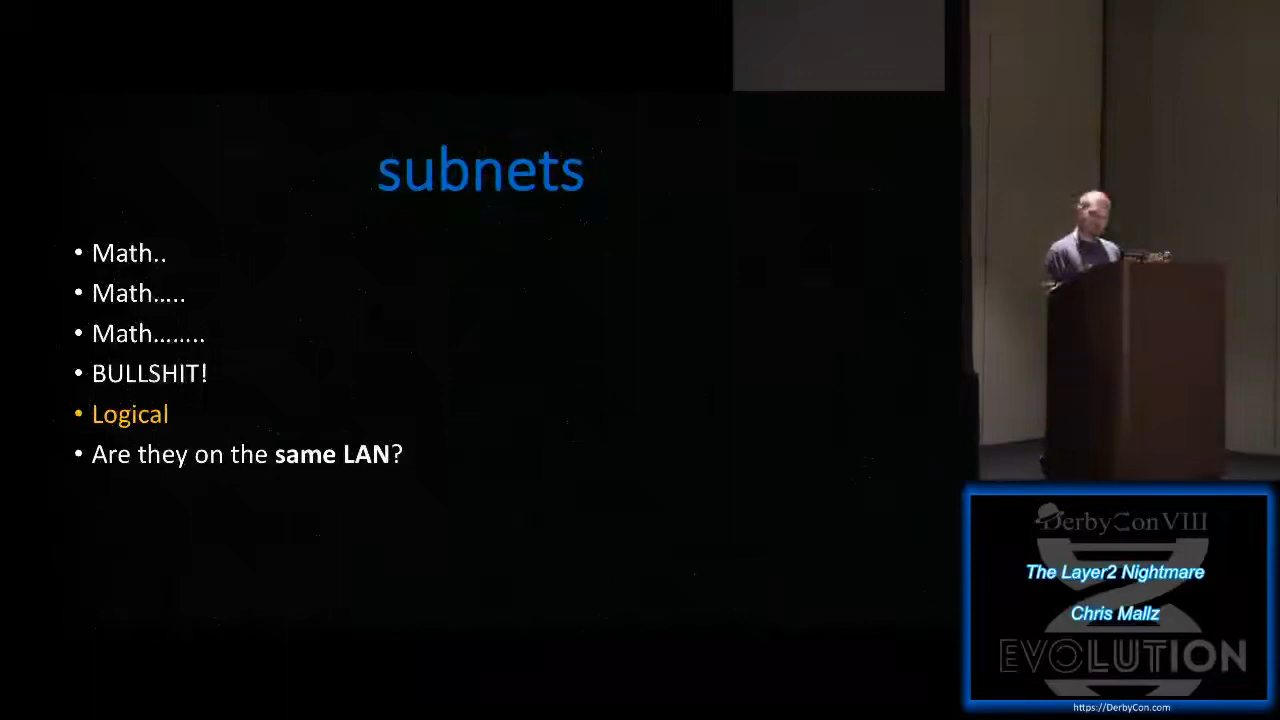 subnets
• Math..
• Math.....
• Math........
• BULLSHIT!
• Logical
• Are they on the same LAN?
DerbyCon VIII
The Layer2 Nightmare
Chris Mallz
EVOLUTION
https://DerbyCon.com